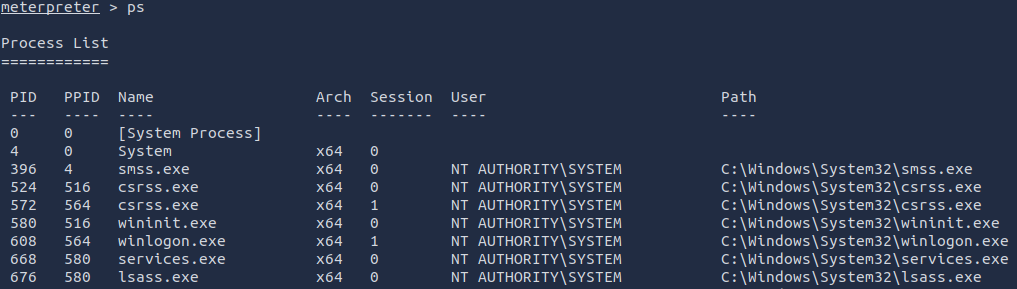 meterpreter > ps
Process List
============
PID PPID Name Arch Session User Path
--- ---- ---- ---- ------- ---- ----
0 0 [System Process]
4 0 System x64 0
396 4 smss.exe x64 0 NT AUTHORITY\SYSTEM C:\Windows\System32\smss.exe
524 516 csrss.exe x64 0 NT AUTHORITY\SYSTEM C:\Windows\System32\csrss.exe
572 564 csrss.exe x64 1 NT AUTHORITY\SYSTEM C:\Windows\System32\csrss.exe
580 516 wininit.exe x64 0 NT AUTHORITY\SYSTEM C:\Windows\System32\wininit.exe
608 564 winlogon.exe x64 1 NT AUTHORITY\SYSTEM C:\Windows\System32\winlogon.exe
668 580 services.exe x64 0 NT AUTHORITY\SYSTEM C:\Windows\System32\services.exe
676 580 lsass.exe x64 0 NT AUTHORITY\SYSTEM C:\Windows\System32\lsass.exe